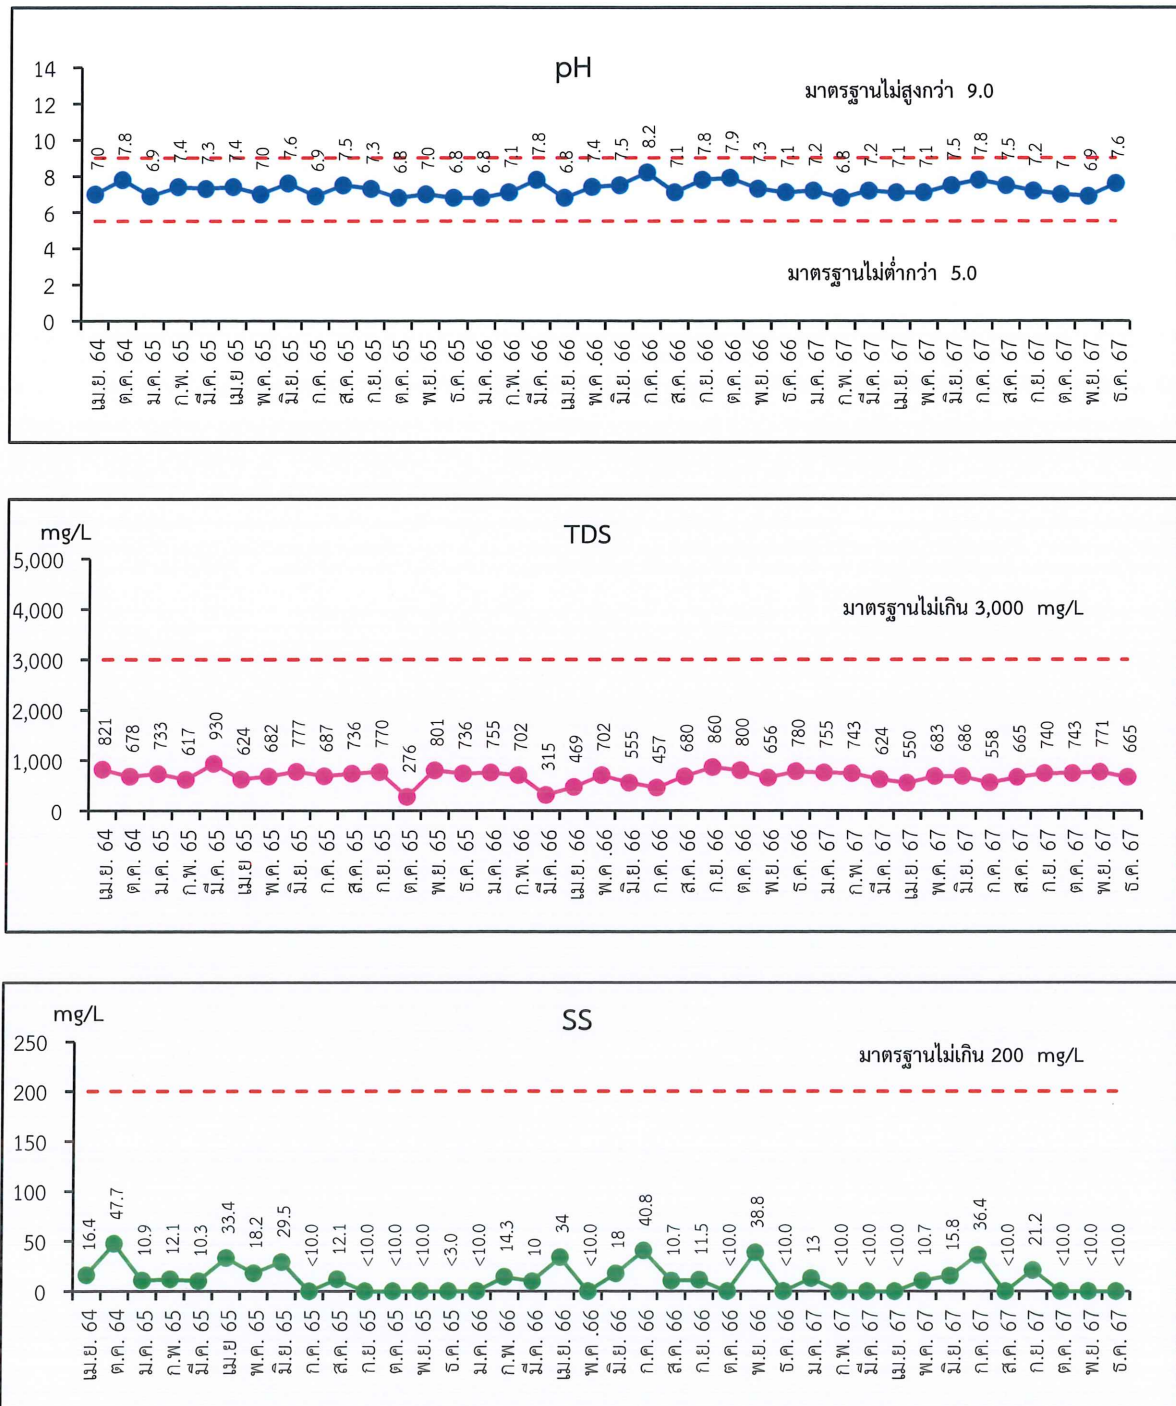 pH
มาตรฐานไม่สูงกว่า 9.0
14
12
10
8
6
4
2
0
7.0 7.8 6.9 7.4 7.3 7.4 7.0 7.6 6.9 7.5 7.3 6.8 7.0 6.8 6.8 7.1 7.8 6.8 7.4 7.5 8.2 7.1 7.8 7.9 7.3 7.1 7.2 6.8 7.2 7.1 7.1 7.5 7.8 7.5 7.2 7 6.9 7.6
มาตรฐานไม่ต่ำกว่า 5.0
เม.ย. 64 ต.ค. 64 ม.ค. 65 ก.พ. 65 มี.ค. 65 เม.ย 65 พ.ค. 65 มิ.ย. 65 ก.ค. 65 ส.ค. 65 ก.ย. 65 ต.ค. 65 พ.ย. 65 ธ.ค. 65 ม.ค. 66 ก.พ. 66 มี.ค. 66 เม.ย. 66 พ.ค .66 มิ.ย. 66 ก.ค. 66 ส.ค. 66 ก.ย. 66 ต.ค. 66 พ.ย. 66 ธ.ค. 66 ม.ค. 67 ก.พ. 67 มี.ค. 67 เม.ย. 67 พ.ค. 67 มิ.ย. 67 ก.ค. 67 ส.ค. 67 ก.ย. 67 ต.ค. 67 พ.ย. 67 ธ.ค. 67
mg/L
TDS
5,000
4,000
3,000
2,000
1,000
0
มาตรฐานไม่เกิน 3,000 mg/L
821 678 733 617 930 624 682 777 687 736 770 276 801 736 755 702 315 469 702 555 457 680 860 800 656 780 755 743 624 550 683 686 558 665 740 743 771 665
เม.ย. 64 ต.ค. 64 ม.ค. 65 ก.พ. 65 มี.ค. 65 เม.ย 65 พ.ค. 65 มิ.ย. 65 ก.ค. 65 ส.ค. 65 ก.ย. 65 ต.ค. 65 พ.ย. 65 ธ.ค. 65 ม.ค. 66 ก.พ. 66 มี.ค. 66 เม.ย. 66 พ.ค .66 มิ.ย. 66 ก.ค. 66 ส.ค. 66 ก.ย. 66 ต.ค. 66 พ.ย. 66 ธ.ค. 66 ม.ค. 67 ก.พ. 67 มี.ค. 67 เม.ย. 67 พ.ค. 67 มิ.ย. 67 ก.ค. 67 ส.ค. 67 ก.ย. 67 ต.ค. 67 พ.ย. 67 ธ.ค. 67
mg/L
SS
250
200
150
100
50
0
มาตรฐานไม่เกิน 200 mg/L
16.4 47.7 10.9 12.1 10.3 33.4 18.2 29.5 <10.0 12.1 <10.0 <10.0 <10.0 <3.0 <10.0 14.3 10 34 <10.0 18 40.8 10.7 11.5 <10.0 38.8 <10.0 13 <10.0 <10.0 <10.0 10.7 15.8 36.4 <10.0 21.2 <10.0 <10.0 <10.0
เม.ย. 64 ต.ค. 64 ม.ค. 65 ก.พ. 65 มี.ค. 65 เม.ย 65 พ.ค. 65 มิ.ย. 65 ก.ค. 65 ส.ค. 65 ก.ย. 65 ต.ค. 65 พ.ย. 65 ธ.ค. 65 ม.ค. 66 ก.พ. 66 มี.ค. 66 เม.ย. 66 พ.ค .66 มิ.ย. 66 ก.ค. 66 ส.ค. 66 ก.ย. 66 ต.ค. 66 พ.ย. 66 ธ.ค. 66 ม.ค. 67 ก.พ. 67 มี.ค. 67 เม.ย. 67 พ.ค. 67 มิ.ย. 67 ก.ค. 67 ส.ค. 67 ก.ย. 67 ต.ค. 67 พ.ย. 67 ธ.ค. 67